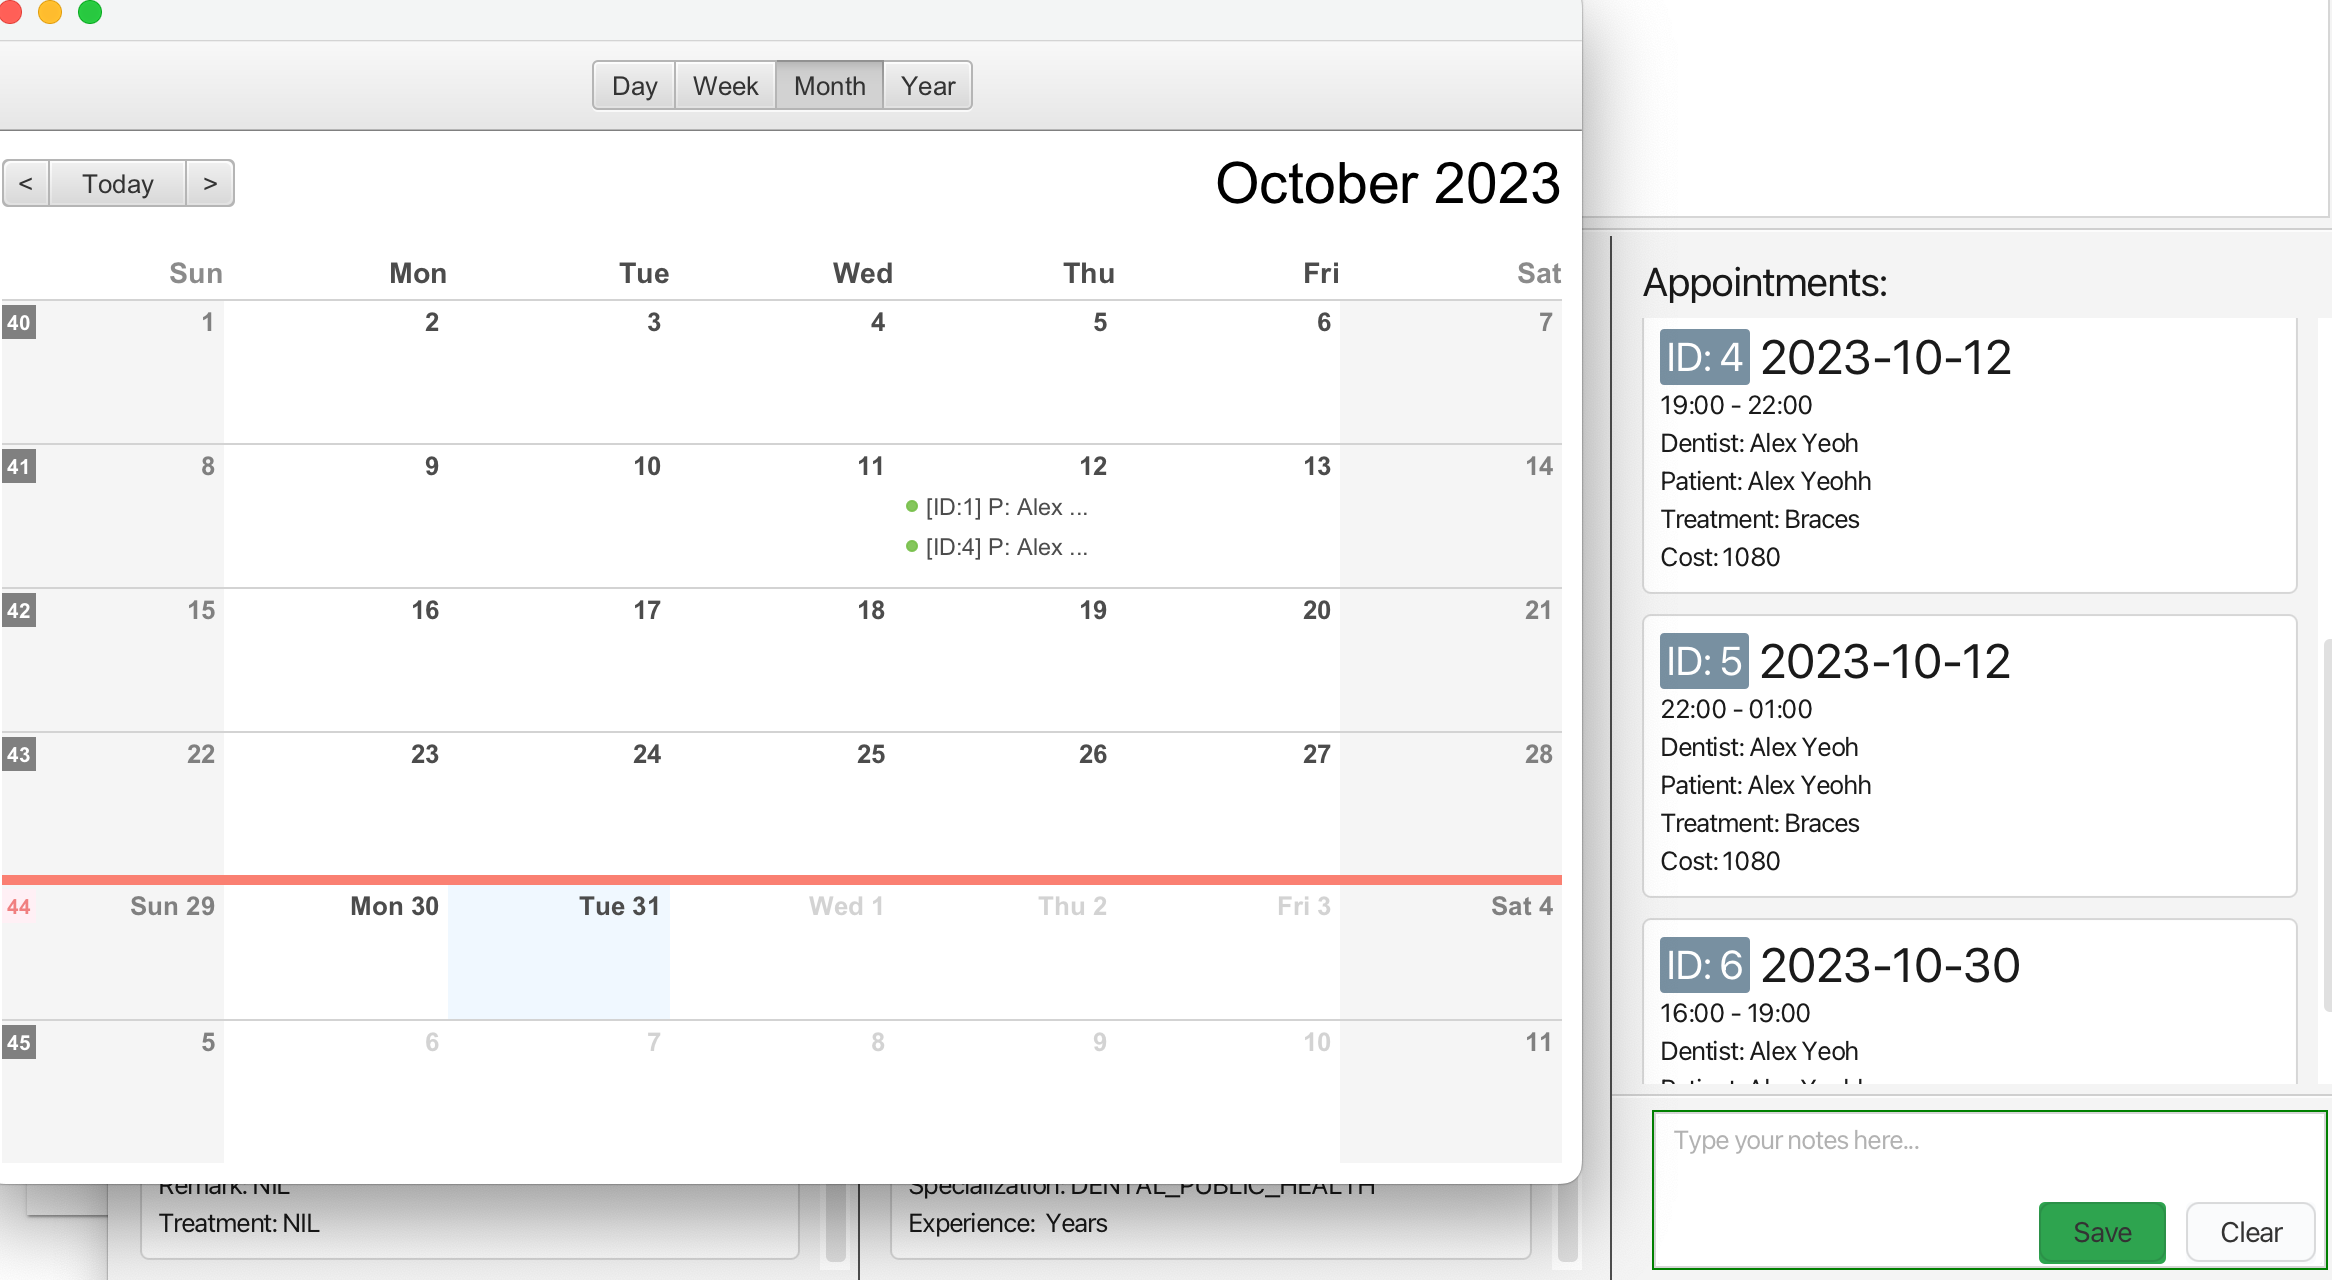 Day Week Month Year
< Today >
October 2023
Sun Mon Tue Wed Thu Fri Sat
40 1 2 3 4 5 6 7
41 8 9 10 11 12 13 14
[ID:1] P: Alex ...
[ID:4] P: Alex ...
42 15 16 17 18 19 20 21
43 22 23 24 25 26 27 28
44 Sun 29 Mon 30 Tue 31 Wed 1 Thu 2 Fri 3 Sat 4
45 5 6 7 8 9 10 11
Remark: NIL
Treatment: NIL
Specialization: DENTAL_PUBLIC_HEALTH
Experience: Years
Appointments:
ID: 4 2023-10-12
19:00 - 22:00
Dentist: Alex Yeoh
Patient: Alex Yeohh
Treatment: Braces
Cost: 1080
ID: 5 2023-10-12
22:00 - 01:00
Dentist: Alex Yeoh
Patient: Alex Yeohh
Treatment: Braces
Cost: 1080
ID: 6 2023-10-30
16:00 - 19:00
Dentist: Alex Yeoh
Patient: Alex Yeohh
Type your notes here...
Save Clear